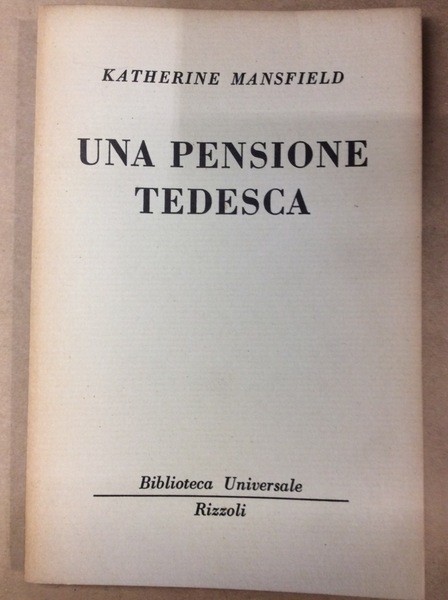 KATHERINE MANSFIELD
UNA PENSIONE
TEDESCA
Biblioteca Universale
Rizzoli